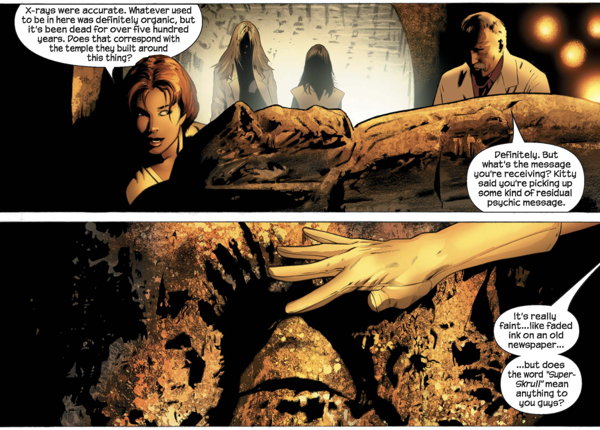 X-rays were accurate. Whatever used
to be in here was definitely organic, but
it's been dead for over five hundred
years. Does that correspond with
the temple they built around
this thing?
Definitely. But
what's the message
you're receiving? Kitty
said you're picking up
some kind of residual
psychic message.
It's really
faint...like faded
ink on an old
newspaper...
...but does
the word "Super-
Skrull" mean
anything to
you guys?